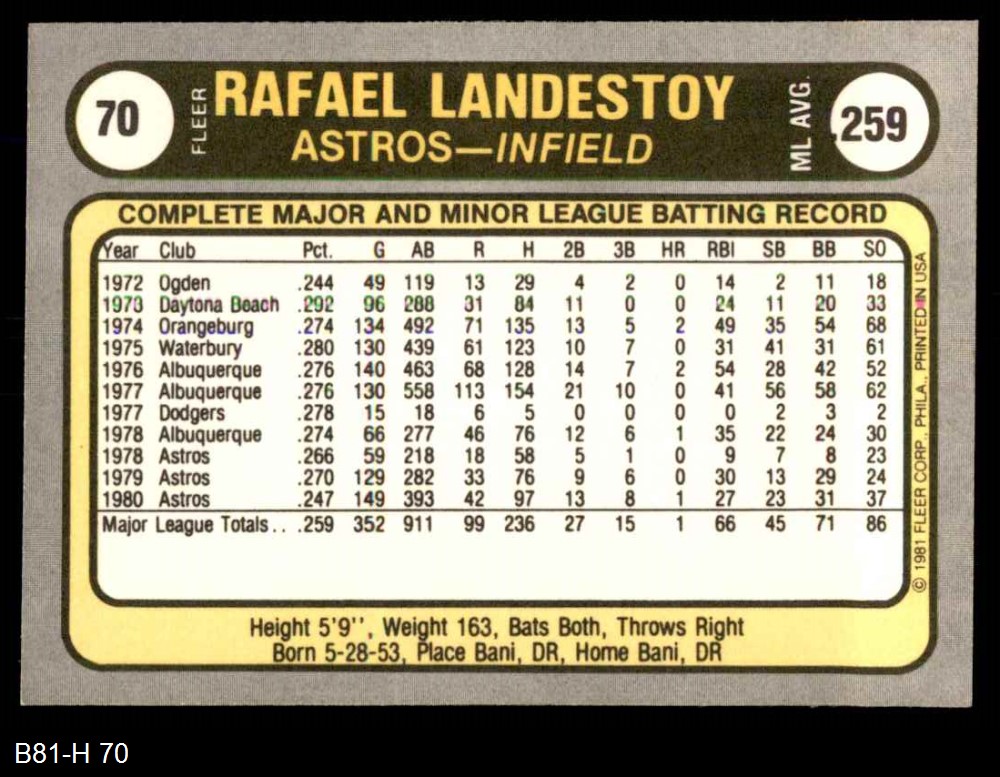 70 FLEER RAFAEL LANDESTOY ML AVG. .259
ASTROS—INFIELD
COMPLETE MAJOR AND MINOR LEAGUE BATTING RECORD
Year Club Pct. G AB R H 2B 3B HR RBI SB BB SO
1972 Ogden .244 49 119 13 29 4 2 0 14 2 11 18
1973 Daytona Beach .292 96 288 31 84 11 0 0 24 11 20 33
1974 Orangeburg .274 134 492 71 135 13 5 2 49 35 54 68
1975 Waterbury .280 130 439 61 123 10 7 0 31 41 31 61
1976 Albuquerque .276 140 463 68 128 14 7 2 54 28 42 52
1977 Albuquerque .276 130 558 113 154 21 10 0 41 56 58 62
1977 Dodgers .278 15 18 6 5 0 0 0 0 2 3 2
1978 Albuquerque .274 66 277 46 76 12 6 1 35 22 24 30
1978 Astros .266 59 218 18 58 5 1 0 9 7 8 23
1979 Astros .270 129 282 33 76 9 6 0 30 13 29 24
1980 Astros .247 149 393 42 97 13 8 1 27 23 31 37
Major League Totals . . .259 352 911 99 236 27 15 1 66 45 71 86
© 1981 FLEER CORP., PHILA., PRINTED IN USA
Height 5'9'', Weight 163, Bats Both, Throws Right
Born 5-28-53, Place Bani, DR, Home Bani, DR
B81-H 70